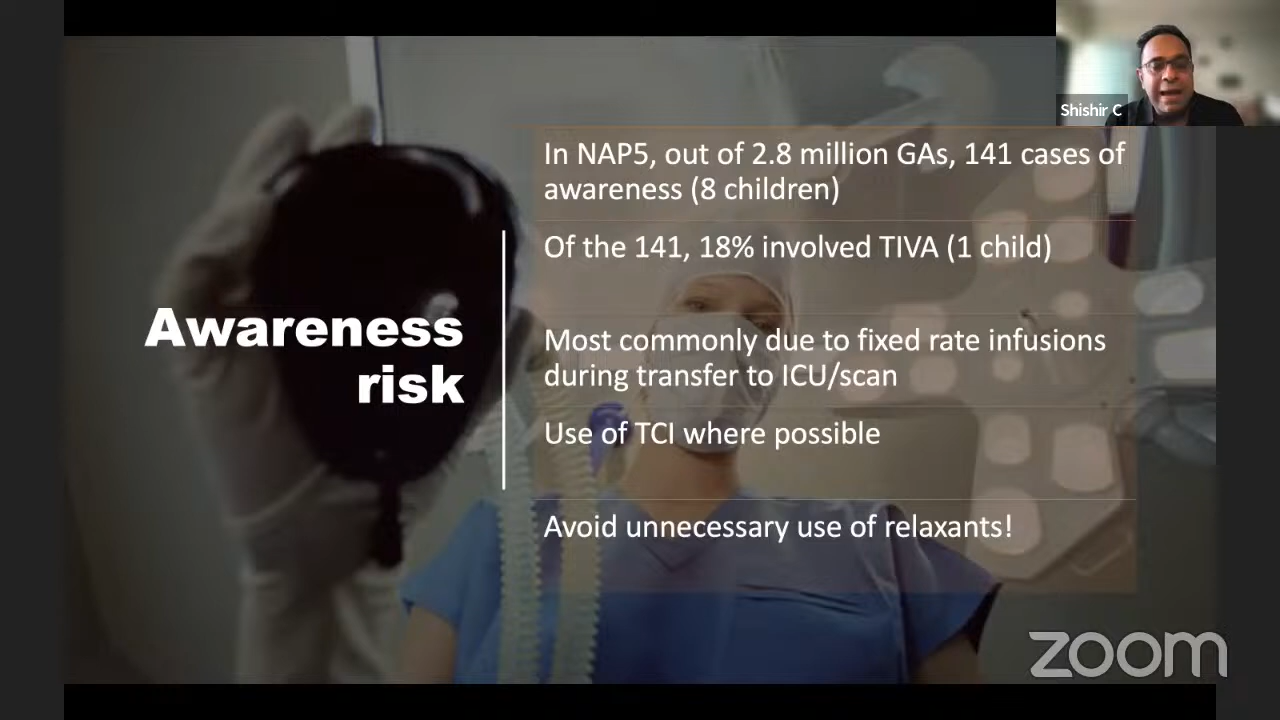 Shishir C
In NAP5, out of 2.8 million GAs, 141 cases of
awareness (8 children)
Of the 141, 18% involved TIVA (1 child)
Awareness
risk
Most commonly due to fixed rate infusions
during transfer to ICU/scan
Use of TCI where possible
Avoid unnecessary use of relaxants!
zoom